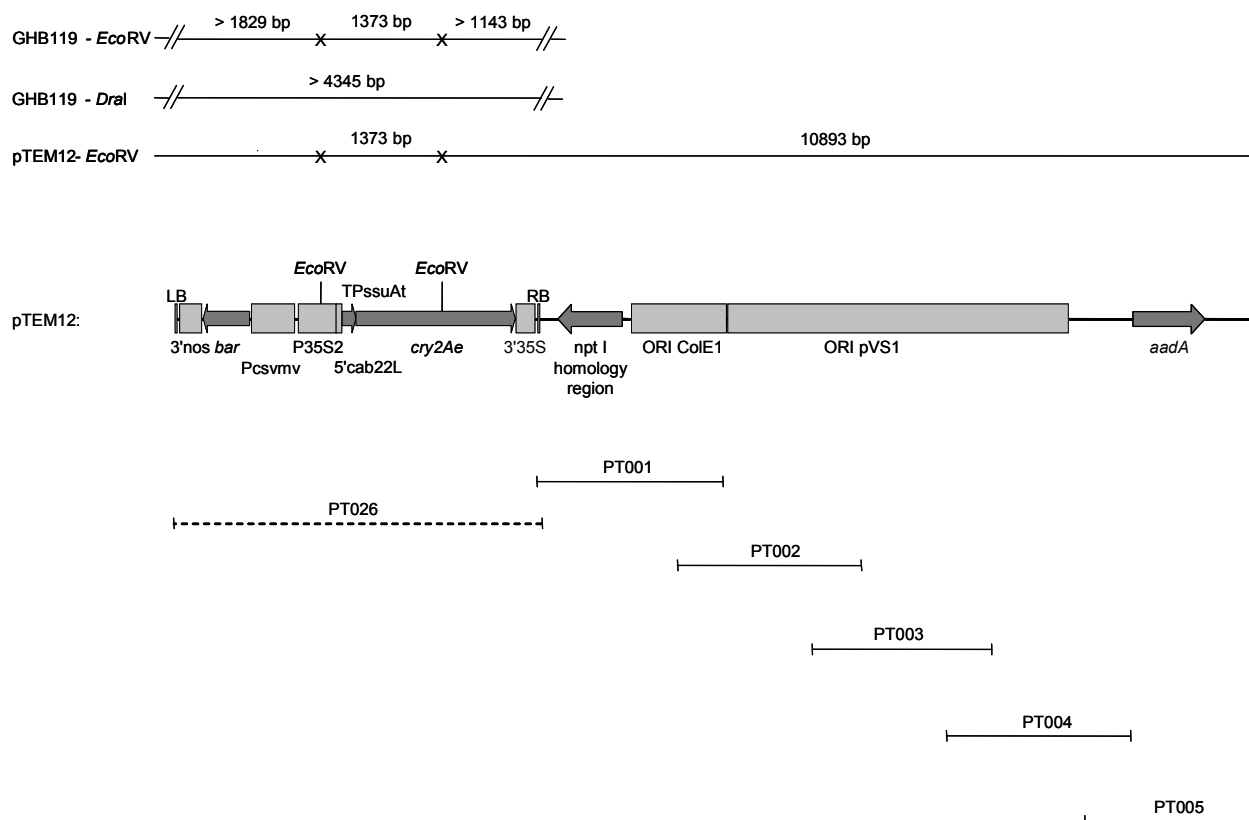 > 1829 bp 1373 bp > 1143 bp
GHB119 - EcoRV
> 4345 bp
GHB119 - DraI
1373 bp 10893 bp
pTEM12- EcoRV
EcoRV EcoRV
LB TPssuAt RB
pTEM12:
3'nos bar P35S2 cry2Ae 3'35S npt I ORI ColE1 ORI pVS1 aadA
Pcsvmv 5'cab22L homology
region
PT001
PT026
PT002
PT003
PT004
PT005